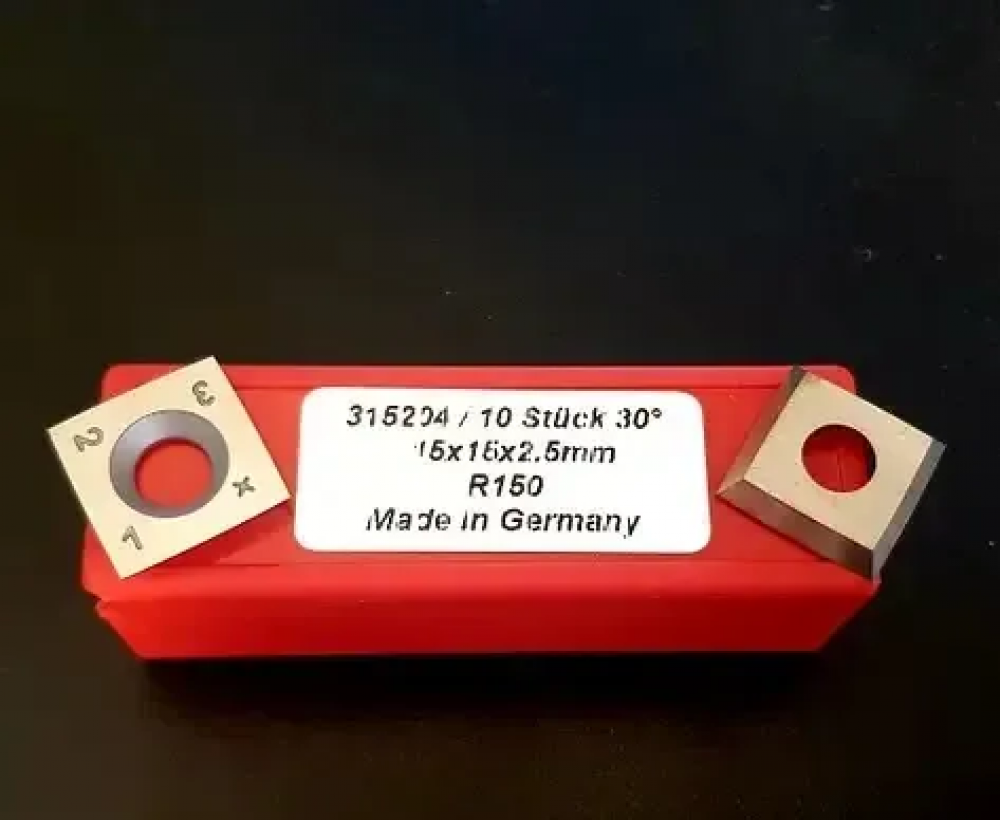 315204 / 10 Stück 30°
15x15x2.5mm
R150
Made in Germany
3
2
x
1